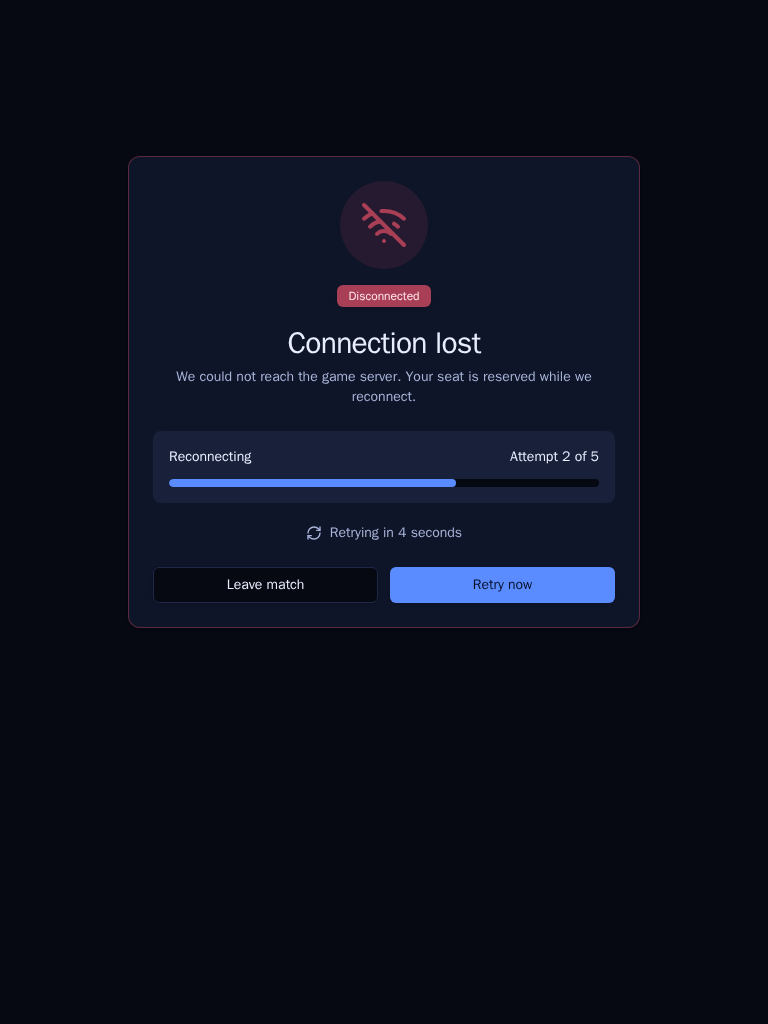 Disconnected
Connection lost
We could not reach the game server. Your seat is reserved while we
reconnect.
Reconnecting
Attempt 2 of 5
Retrying in 4 seconds
Leave match
Retry now